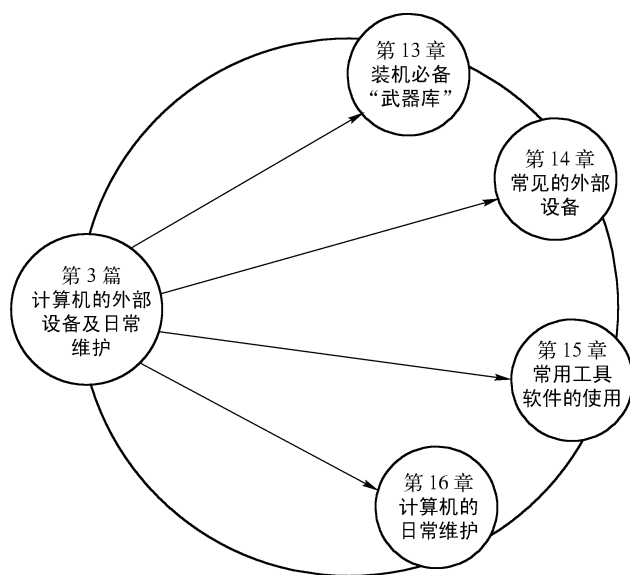 第 13 章
装机必备
“武器库”
第 14 章
常见的外部
设备
第 3 篇
计算机的外部
设备及日常
维护
第 15 章
常用工具
软件的使用
第 16 章
计算机的
日常维护